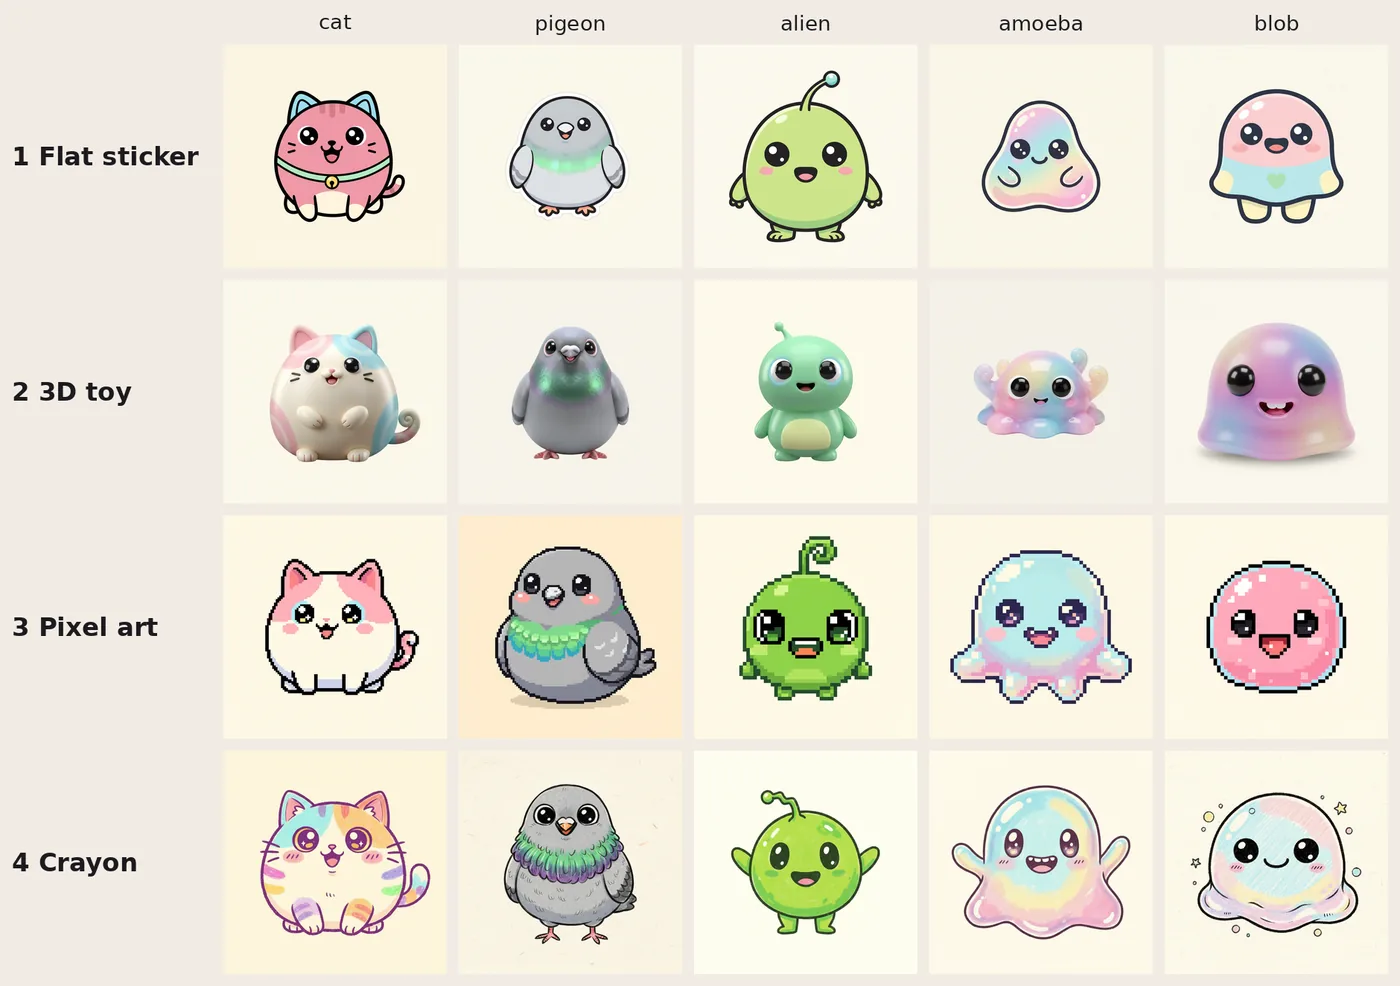 cat pigeon alien amoeba blob
1 Flat sticker
2 3D toy
3 Pixel art
4 Crayon